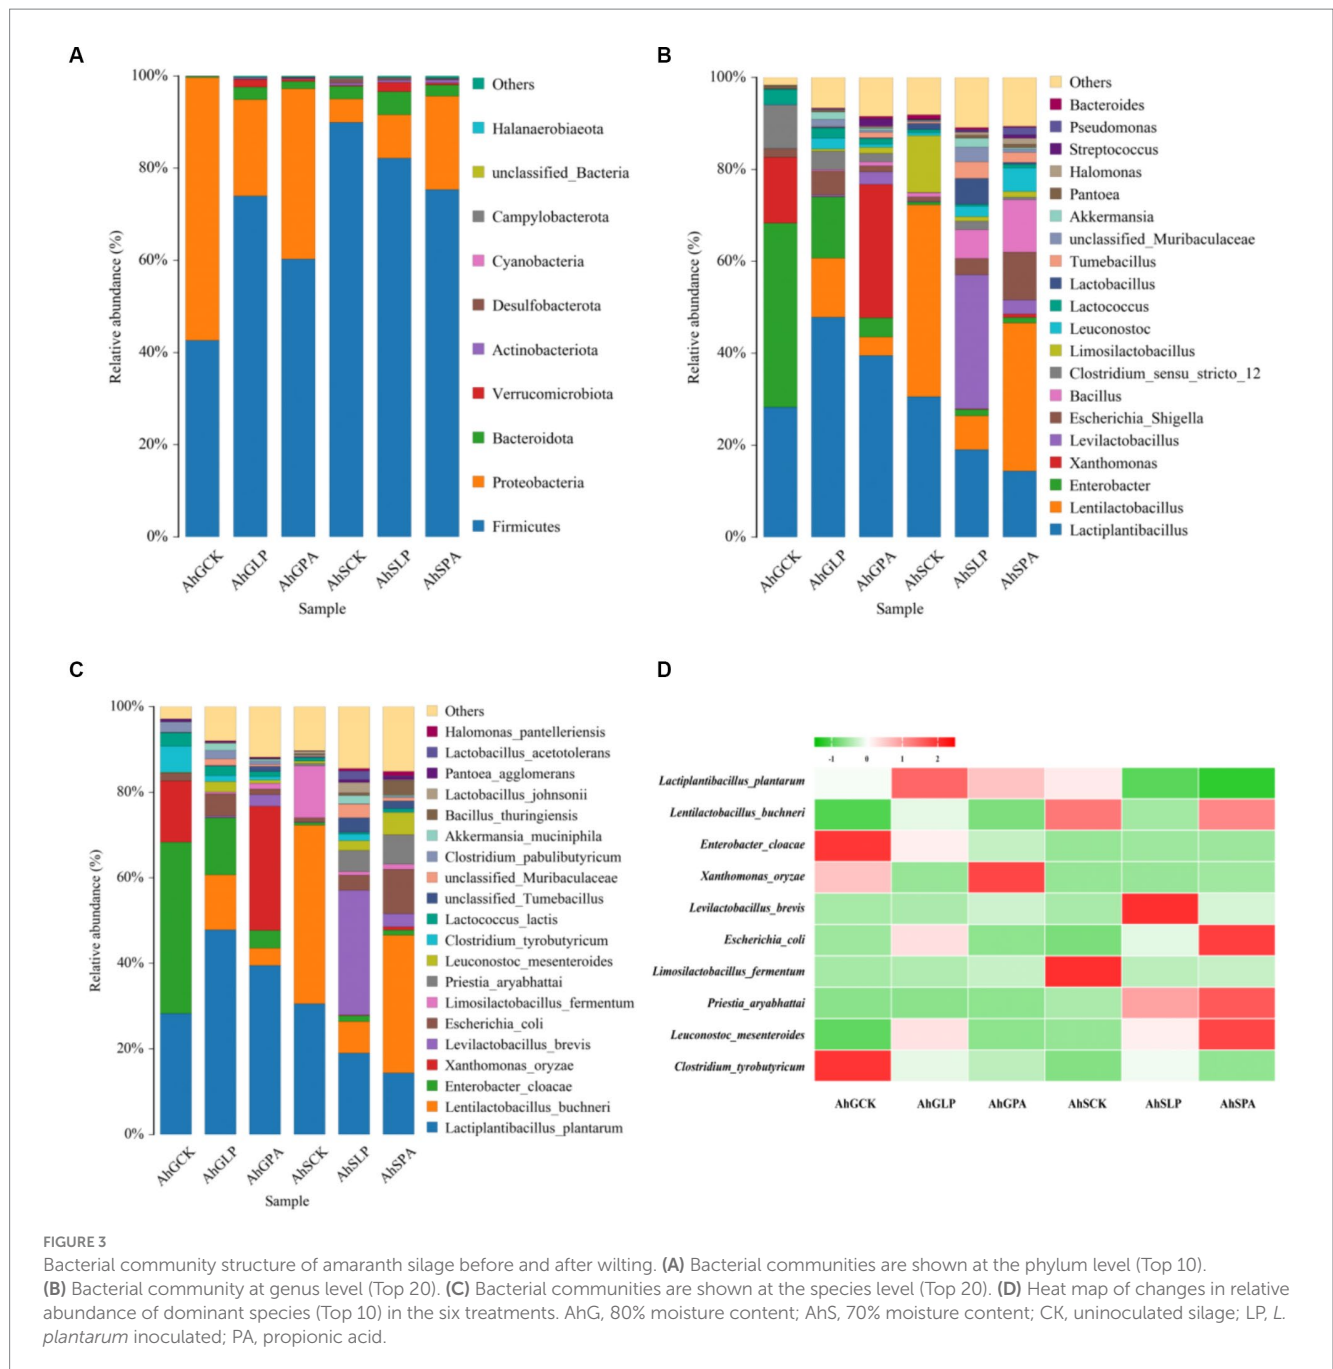 A
100%
80%
60%
40%
20%
0%
Relative abundance (%)
AhGCK
AhGLP
AhGPA
AhSCK
AhSLP
AhSPA
Sample
Others
Halanaerobiaeota
unclassified_Bacteria
Campylobacterota
Cyanobacteria
Desulfobacterota
Actinobacteriota
Verrucomicrobiota
Bacteroidota
Proteobacteria
Firmicutes
B
100%
80%
60%
40%
20%
0%
Relative abundance (%)
AhGCK
AhGLP
AhGPA
AhSCK
AhSLP
AhSPA
Sample
Others
Bacteroides
Pseudomonas
Streptococcus
Halomonas
Pantoea
Akkermansia
unclassified_Muribaculaceae
Tumebacillus
Lactobacillus
Lactococcus
Leuconostoc
Limosilactobacillus
Clostridium_sensu_stricto_12
Bacillus
Escherichia_Shigella
Levilactobacillus
Xanthomonas
Enterobacter
Lentilactobacillus
Lactiplantibacillus
C
100%
80%
60%
40%
20%
0%
Relative abundance (%)
AhGCK
AhGLP
AhGPA
AhSCK
AhSLP
AhSPA
Sample
Others
Halomonas_pantelleriensis
Lactobacillus_acetotolerans
Pantoea_agglomerans
Lactobacillus_johnsonii
Bacillus_thuringiensis
Akkermansia_muciniphila
Clostridium_pabulibutyricum
unclassified_Muribaculaceae
unclassified_Tumebacillus
Lactococcus_lactis
Clostridium_tyrobutyricum
Leuconostoc_mesenteroides
Priestia_aryabhattai
Limosilactobacillus_fermentum
Escherichia_coli
Levilactobacillus_brevis
Xanthomonas_oryzae
Enterobacter_cloacae
Lentilactobacillus_buchneri
Lactiplantibacillus_plantarum
D
-1 0 1 2
Lactiplantibacillus_plantarum
Lentilactobacillus_buchneri
Enterobacter_cloacae
Xanthomonas_oryzae
Levilactobacillus_brevis
Escherichia_coli
Limosilactobacillus_fermentum
Priestia_aryabhattai
Leuconostoc_mesenteroides
Clostridium_tyrobutyricum
AhGCK AhGLP AhGPA AhSCK AhSLP AhSPA
FIGURE 3
Bacterial community structure of amaranth silage before and after wilting. (A) Bacterial communities are shown at the phylum level (Top 10).
(B) Bacterial community at genus level (Top 20). (C) Bacterial communities are shown at the species level (Top 20). (D) Heat map of changes in relative
abundance of dominant species (Top 10) in the six treatments. AhG, 80% moisture content; AhS, 70% moisture content; CK, uninoculated silage; LP, L.
plantarum inoculated; PA, propionic acid.